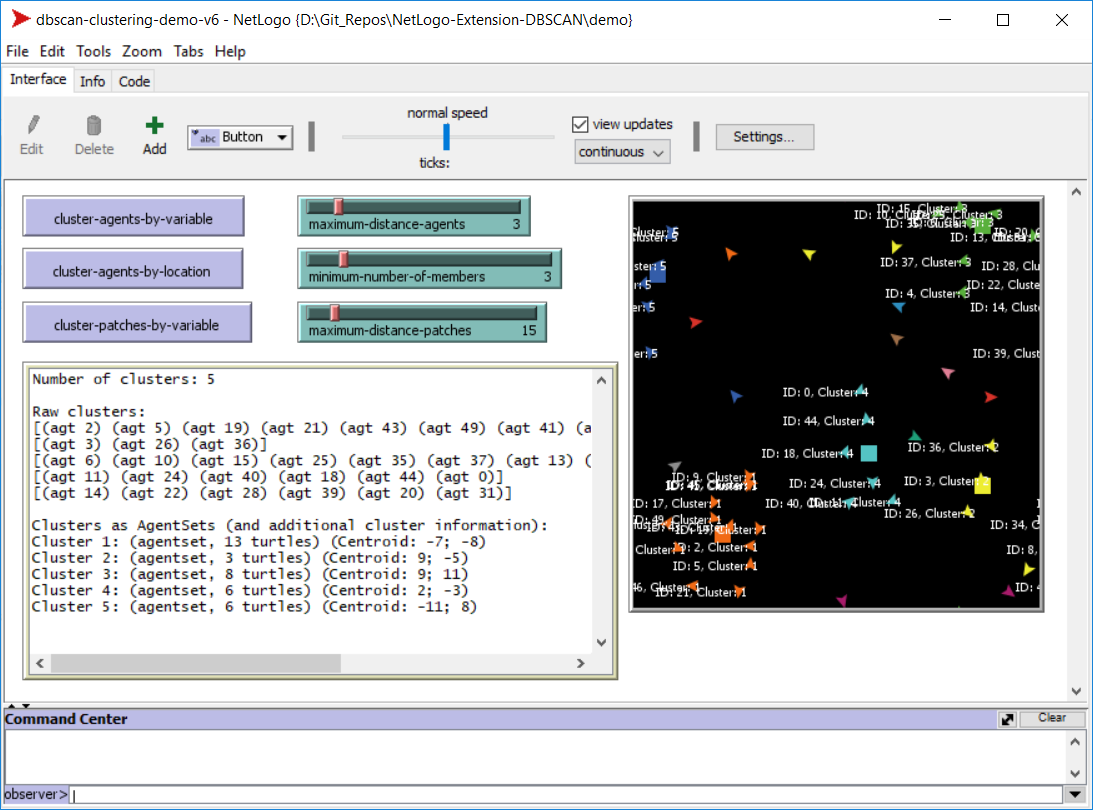 dbscan-clustering-demo-v6 - NetLogo {D:\Git_Repos\NetLogo-Extension-DBSCAN\demo}
File Edit Tools Zoom Tabs Help
Interface Info Code
normal speed
view updates
abc Button
Settings...
Edit Delete Add
ticks:
continuous
cluster-agents-by-variable
maximum-distance-agents 3
cluster-agents-by-location
minimum-number-of-members 3
cluster-patches-by-variable
maximum-distance-patches 15
Number of clusters: 5
Raw clusters:
[(agt 2) (agt 5) (agt 19) (agt 21) (agt 43) (agt 49) (agt 41) (a
[(agt 3) (agt 26) (agt 36)]
[(agt 6) (agt 10) (agt 15) (agt 25) (agt 35) (agt 37) (agt 13) (
[(agt 11) (agt 24) (agt 40) (agt 18) (agt 44) (agt 0)]
[(agt 14) (agt 22) (agt 28) (agt 39) (agt 20) (agt 31)]
Clusters as AgentSets (and additional cluster information):
Cluster 1: (agentset, 13 turtles) (Centroid: -7; -8)
Cluster 2: (agentset, 3 turtles) (Centroid: 9; -5)
Cluster 3: (agentset, 8 turtles) (Centroid: 9; 11)
Cluster 4: (agentset, 6 turtles) (Centroid: 2; -3)
Cluster 5: (agentset, 6 turtles) (Centroid: -11; 8)
ID: 15,
ID: 10,
ID: 20,
ID: 13,
ID: 37, Cluster: 3
ID: 28, Clu
ID: 22, Clust
ID: 4, Cluster: 3
ID: 14, Clus
er: 5
ID: 39, Clus
ID: 0, Cluster: 4
ID: 44, Cluster: 4
ID: 36, Cluster: 2
ID: 18, Cluster: 4
ID: 9, Cluster: 1
ID: 24, Cluster: 4
ID: 3, Cluster: 2
ID: 17, Cluster: 1
ID: 40,
ID: 26, Cluster: 2
ID: 34, C
ID: 2, Cluster: 1
ID: 8,
ID: 5, Cluster: 1
46, Cluster: 1
ID: 21, Cluster: 1
Command Center
Clear
observer>